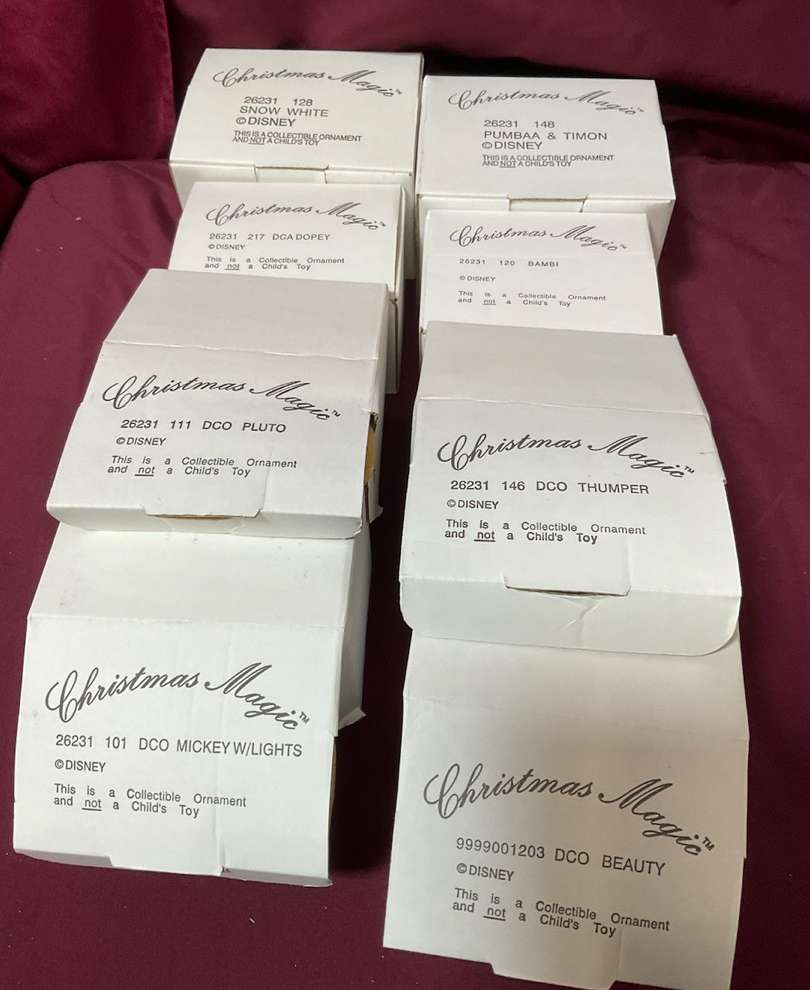 Christmas Magic™
26231 128
SNOW WHITE
©DISNEY
THIS IS A COLLECTIBLE ORNAMENT
AND NOT A CHILD'S TOY
Christmas Magic™
26231 148
PUMBAA & TIMON
©DISNEY
THIS IS A COLLECTIBLE ORNAMENT
AND NOT A CHILD'S TOY
Christmas Magic™
26231 217 DCA DOPEY
©DISNEY
This is a Collectible Ornament
and not a Child's Toy
Christmas Magic™
26231 120 BAMBI
©DISNEY
This is a Collectible Ornament
and not a Child's Toy
Christmas Magic™
26231 111 DCO PLUTO
©DISNEY
This is a Collectible Ornament
and not a Child's Toy
Christmas Magic™
26231 146 DCO THUMPER
©DISNEY
This is a Collectible Ornament
and not a Child's Toy
Christmas Magic™
26231 101 DCO MICKEY W/LIGHTS
©DISNEY
This is a Collectible Ornament
and not a Child's Toy
Christmas Magic™
9999001203 DCO BEAUTY
©DISNEY
This is a Collectible Ornament
and not a Child's Toy